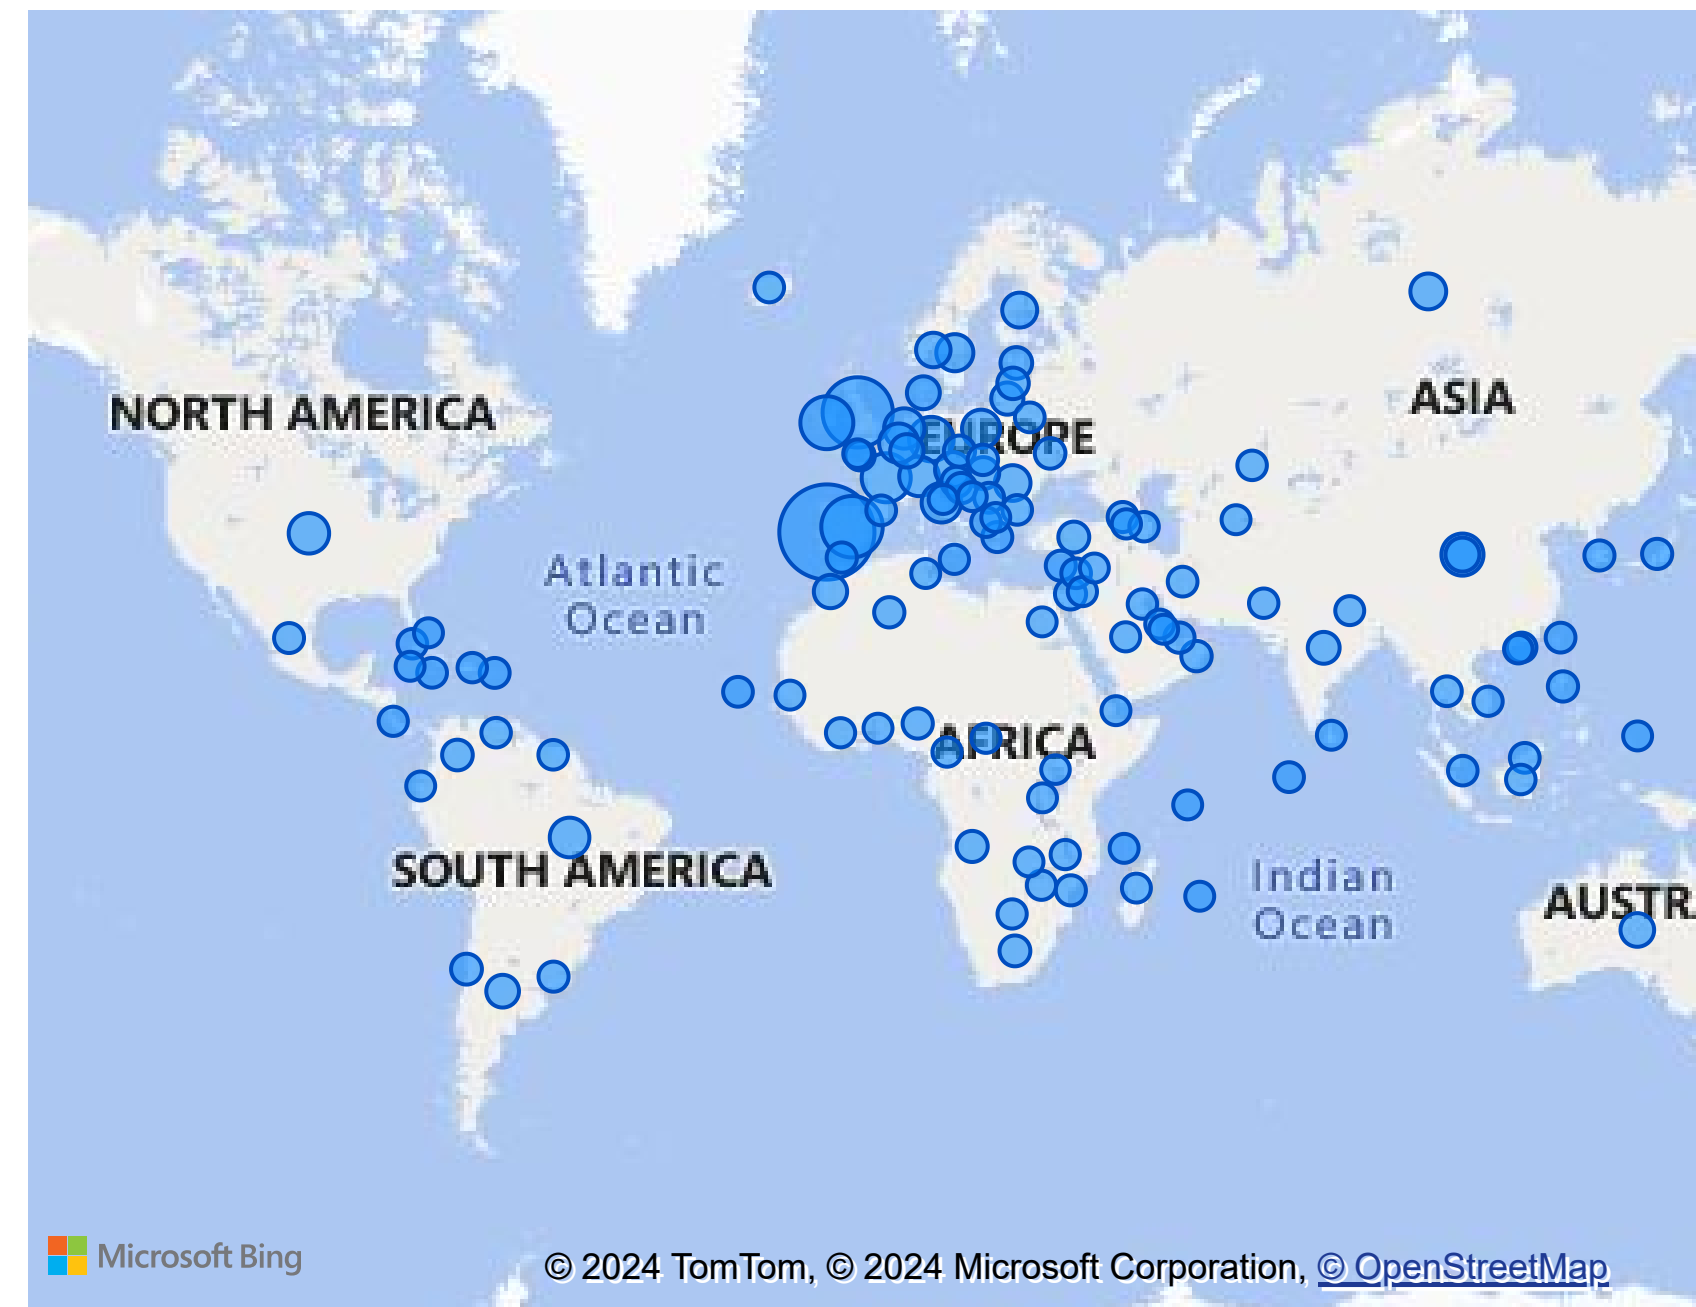 NORTH AMERICA
EUROPE
ASIA
Atlantic
Ocean
AFRICA
SOUTH AMERICA
Indian
Ocean
AUSTR
Microsoft Bing
© 2024 TomTom, © 2024 Microsoft Corporation, © OpenStreetMap